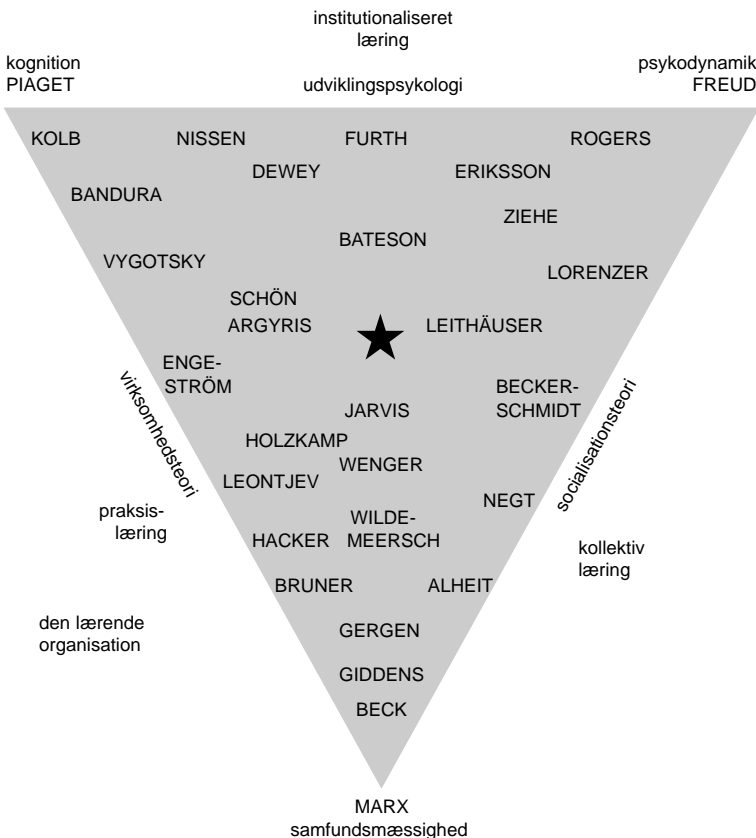 institutionaliseret
læring
kognition
PIAGET
udviklingspsykologi
psykodynamik
FREUD
KOLB
NISSEN
FURTH
ROGERS
DEWEY
ERIKSSON
BANDURA
ZIEHE
BATESON
VYGOTSKY
LORENZER
SCHÖN
ARGYRIS
LEITHÄUSER
ENGE-
STRÖM
BECKER-
SCHMIDT
virksomhedsteori
socialisationsteori
JARVIS
HOLZKAMP
WENGER
LEONTJEV
NEGT
praksis-
læring
WILDE-
MEERSCH
HACKER
kollektiv
læring
BRUNER
ALHEIT
den lærende
organisation
GERGEN
GIDDENS
BECK
MARX
samfundsmæssighed